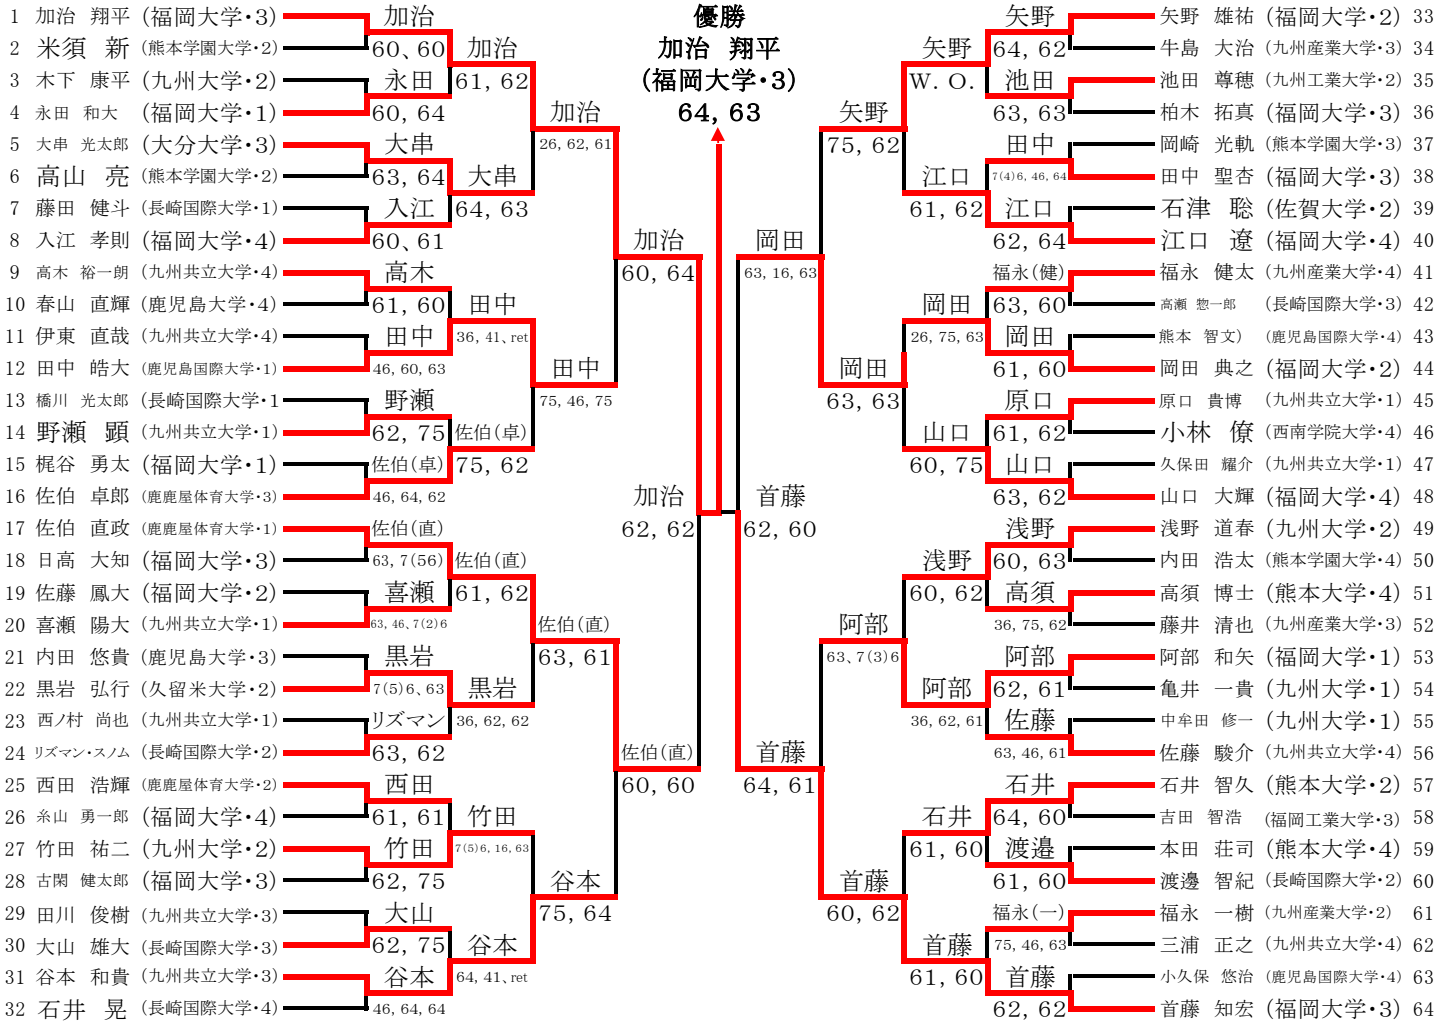 優勝
加治 翔平
(福岡大学・3)
64, 63
1 加治 翔平 (福岡大学・3)
2 米須 新 (熊本学園大学・2)
3 木下 康平 (九州大学・2)
4 永田 和大 (福岡大学・1)
5 大串 光太郎 (大分大学・3)
6 高山 亮 (熊本学園大学・2)
7 藤田 健斗 (長崎国際大学・1)
8 入江 孝則 (福岡大学・4)
9 高木 裕一朗 (九州共立大学・4)
10 春山 直輝 (鹿児島大学・4)
11 伊東 直哉 (九州共立大学・4)
12 田中 皓大 (鹿児島国際大学・1)
13 橋川 光太郎 (長崎国際大学・1
14 野瀬 顕 (九州共立大学・1)
15 梶谷 勇太 (福岡大学・1)
16 佐伯 卓郎 (鹿鹿屋体育大学・3)
17 佐伯 直政 (鹿鹿屋体育大学・1)
18 日高 大知 (福岡大学・3)
19 佐藤 鳳大 (福岡大学・2)
20 喜瀬 陽大 (九州共立大学・1)
21 内田 悠貴 (鹿児島大学・3)
22 黒岩 弘行 (久留米大学・2)
23 西ノ村 尚也 (九州共立大学・1)
24 リズマン・スノム (長崎国際大学・2)
25 西田 浩輝 (鹿鹿屋体育大学・2)
26 糸山 勇一郎 (福岡大学・4)
27 竹田 祐二 (九州大学・2)
28 古閑 健太郎 (福岡大学・3)
29 田川 俊樹 (九州共立大学・3)
30 大山 雄大 (長崎国際大学・3)
31 谷本 和貴 (九州共立大学・3)
32 石井 晃 (長崎国際大学・4)
加治
60、60
永田
60, 64
大串
63, 64
入江
60、61
高木
61, 60
田中
46, 60, 63
野瀬
62, 75
佐伯(卓)
46, 64, 62
佐伯(直)
63, 7(56)
喜瀬
63, 46, 7(2)6
黒岩
7(5)6、63
リズマン
63, 62
西田
61, 61
竹田
62, 75
大山
62, 75
谷本
46, 64, 64
加治
61, 62
大串
64, 63
田中
36, 41、ret
佐伯(卓)
75, 62
佐伯(直)
61, 62
黒岩
36, 62, 62
竹田
7(5)6, 16, 63
谷本
64, 41、ret
加治
26, 62, 61
田中
75, 46, 75
佐伯(直)
63, 61
谷本
75, 64
加治
60, 64
佐伯(直)
60, 60
加治
62, 62
首藤
62, 60
岡田
63, 16, 63
首藤
64, 61
矢野
75, 62
岡田
63, 63
阿部
63、7(3)6
首藤
60, 62
矢野
W. O.
江口
61, 62
岡田
26, 75, 63
山口
60, 75
浅野
60, 62
阿部
36, 62, 61
石井
61, 60
首藤
61, 60
矢野
64, 62
池田
63, 63
田中
7(4)6, 46, 64
江口
62, 64
福永(健)
63, 60
岡田
61, 60
原口
61, 62
山口
63, 62
浅野
60, 63
高須
36, 75, 62
阿部
62, 61
佐藤
63, 46, 61
石井
64, 60
渡邉
61, 60
福永(一)
75, 46, 63
首藤
62, 62
矢野 雄祐 (福岡大学・2) 33
牛島 大治 (九州産業大学・3) 34
池田 尊穂 (九州工業大学・2) 35
柏木 拓真 (福岡大学・3) 36
岡崎 光軌 (熊本学園大学・3) 37
田中 聖杏 (福岡大学・3) 38
石津 聡 (佐賀大学・2) 39
江口 遼 (福岡大学・4) 40
福永 健太 (九州産業大学・4) 41
高瀬 惣一郎 (長崎国際大学・3) 42
熊本 智文) (鹿児島国際大学・4) 43
岡田 典之 (福岡大学・2) 44
原口 貴博 (九州共立大学・1) 45
小林 僚 (西南学院大学・4) 46
久保田 耀介 (九州共立大学・1) 47
山口 大輝 (福岡大学・4) 48
浅野 道春 (九州大学・2) 49
内田 浩太 (熊本学園大学・4) 50
高須 博士 (熊本大学・4) 51
藤井 清也 (九州産業大学・3) 52
阿部 和矢 (福岡大学・1) 53
亀井 一貴 (九州大学・1) 54
中牟田 修一 (九州大学・1) 55
佐藤 駿介 (九州共立大学・4) 56
石井 智久 (熊本大学・2) 57
吉田 智浩 (福岡工業大学・3) 58
本田 荘司 (熊本大学・4) 59
渡邊 智紀 (長崎国際大学・2) 60
福永 一樹 (九州産業大学・2) 61
三浦 正之 (九州共立大学・4) 62
小久保 悠治 (鹿児島国際大学・4) 63
首藤 知宏 (福岡大学・3) 64